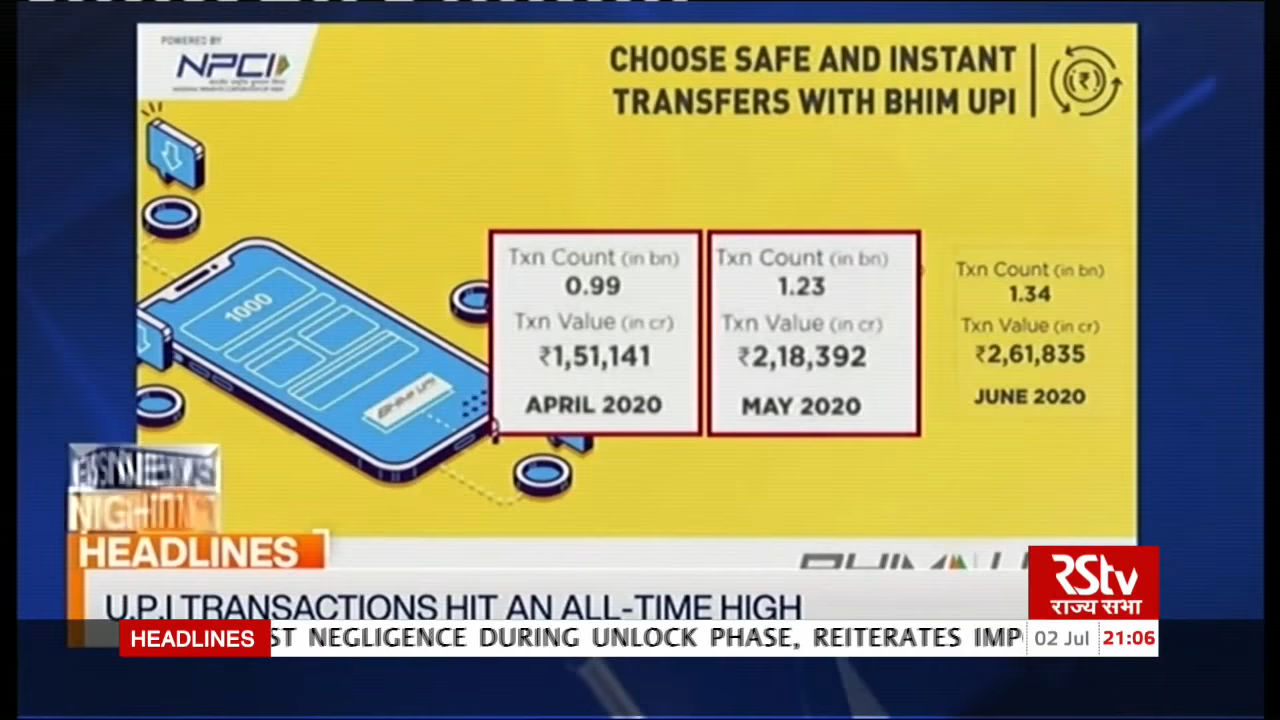 POWERED BY
NPCI
CHOOSE SAFE AND INSTANT
TRANSFERS WITH BHIM UPI
₹
1000
BHIM UPI
Txn Count (in bn)
0.99
Txn Value (in cr)
₹1,51,141
APRIL 2020
Txn Count (in bn)
1.23
Txn Value (in cr)
₹2,18,392
MAY 2020
Txn Count (in bn)
1.34
Txn Value (in cr)
₹2,61,835
JUNE 2020
HEADLINES
U.P.I TRANSACTIONS HIT AN ALL-TIME HIGH
RSTV
राज्य सभा
HEADLINES
ST NEGLIGENCE DURING UNLOCK PHASE, REITERATES IMP
02 Jul
21:06